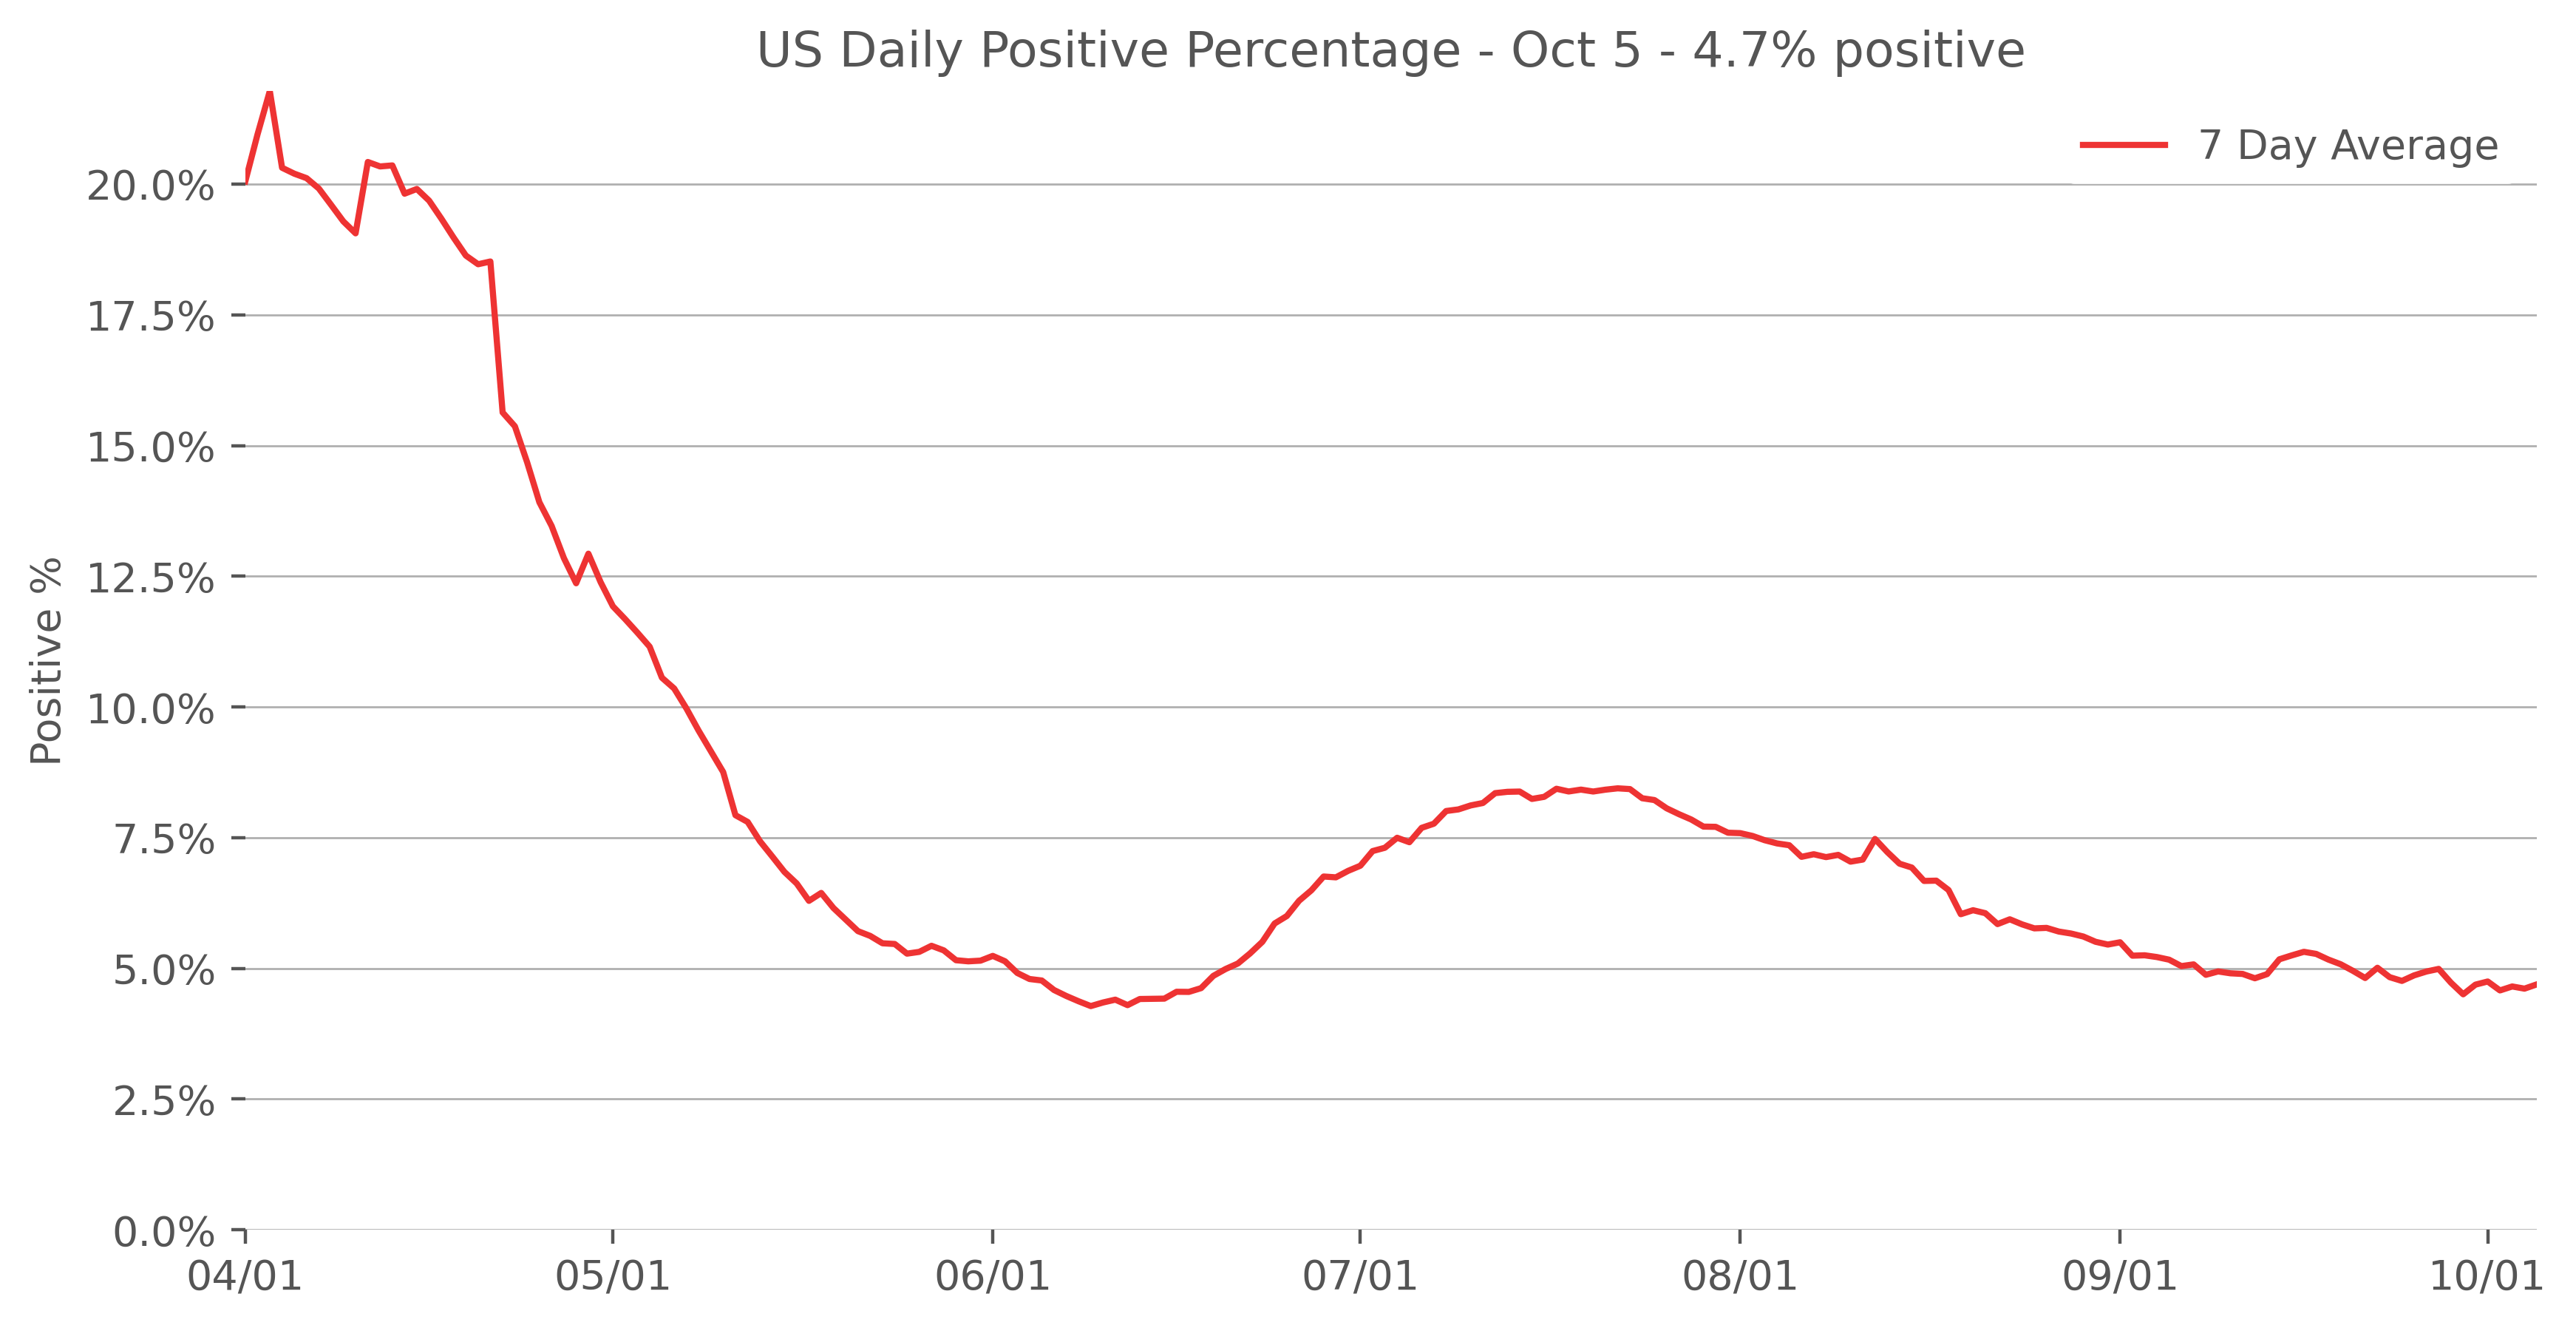 US Daily Positive Percentage - Oct 5 - 4.7% positive
7 Day Average
Positive %
20.0%
17.5%
15.0%
12.5%
10.0%
7.5%
5.0%
2.5%
0.0%
04/01 05/01 06/01 07/01 08/01 09/01 10/01